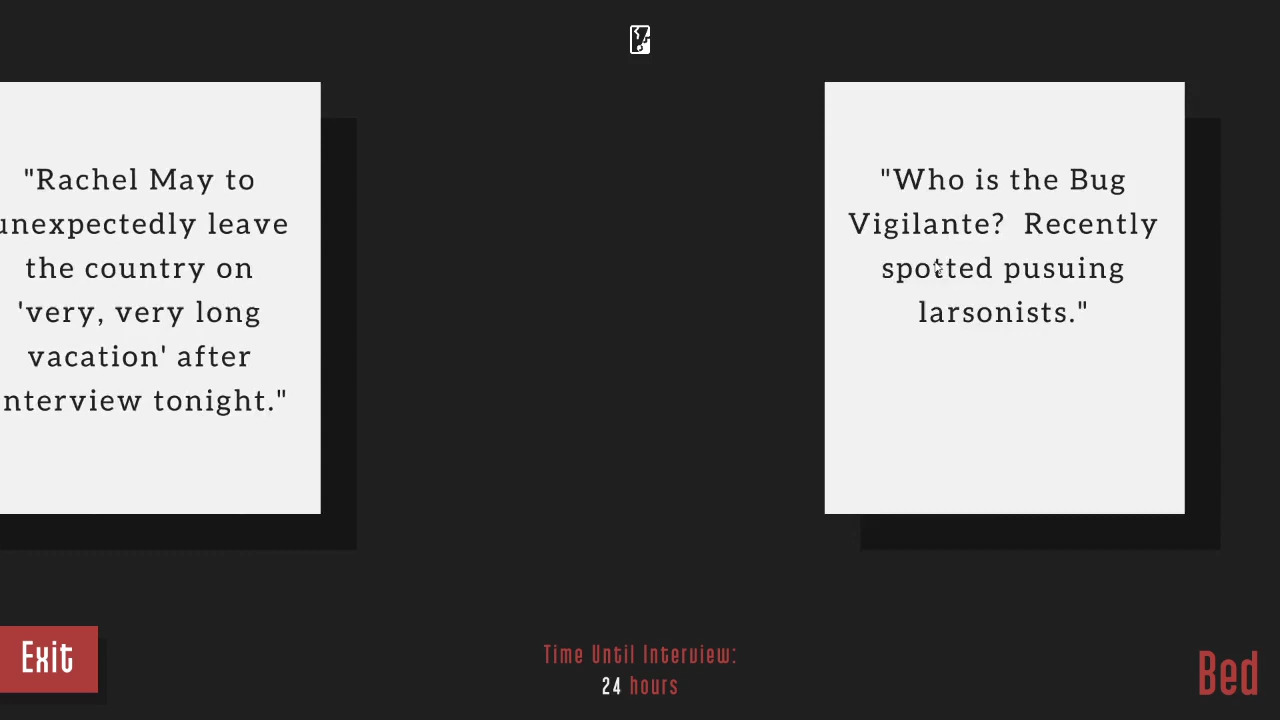 "Rachel May to
unexpectedly leave
the country on
'very, very long
vacation' after
nterview tonight."
"Who is the Bug
Vigilante?  Recently
spotted pusuing
larsonists."
Exit
Time Until Interview:
24 hours
Bed